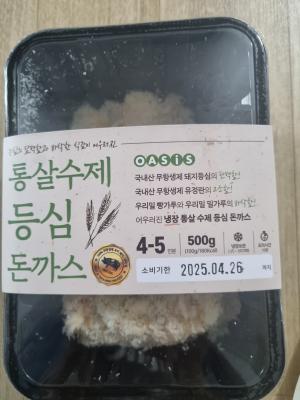 통살수제
등심
돈까스
OASIS
국내산 무항생제 돼지등심의
국내산 무항생제 유정란의 고소함!
우리밀 빵가루와 우리밀 밀가루의 바삭함!
어우러진 냉장 통살 수제 등심 돈까스
4-5 인분
500g
소비기한 2025.04.26 까지